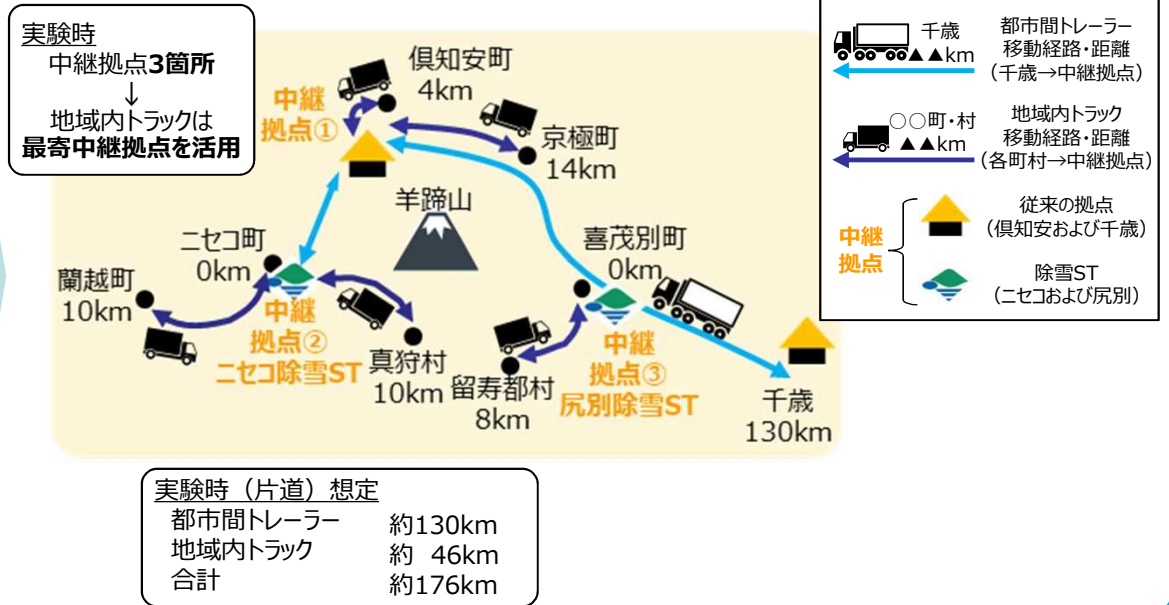 実験時
中継拠点3箇所
↓
地域内トラックは
最寄中継拠点を活用
倶知安町
4km
中継
拠点①
京極町
14km
羊蹄山
ニセコ町
0km
蘭越町
10km
中継
拠点②
ニセコ除雪ST
真狩村
10km
喜茂別町
0km
留寿都村
8km
中継
拠点③
尻別除雪ST
千歳
130km
千歳
▲▲km
都市間トレーラー
移動経路・距離
(千歳→中継拠点)
○○町・村
▲▲km
地域内トラック
移動経路・距離
(各町村→中継拠点)
中継
拠点
従来の拠点
(倶知安および千歳)
除雪ST
(ニセコおよび尻別)
実験時（片道）想定
都市間トレーラー 約130km
地域内トラック 約 46km
合計 約176km